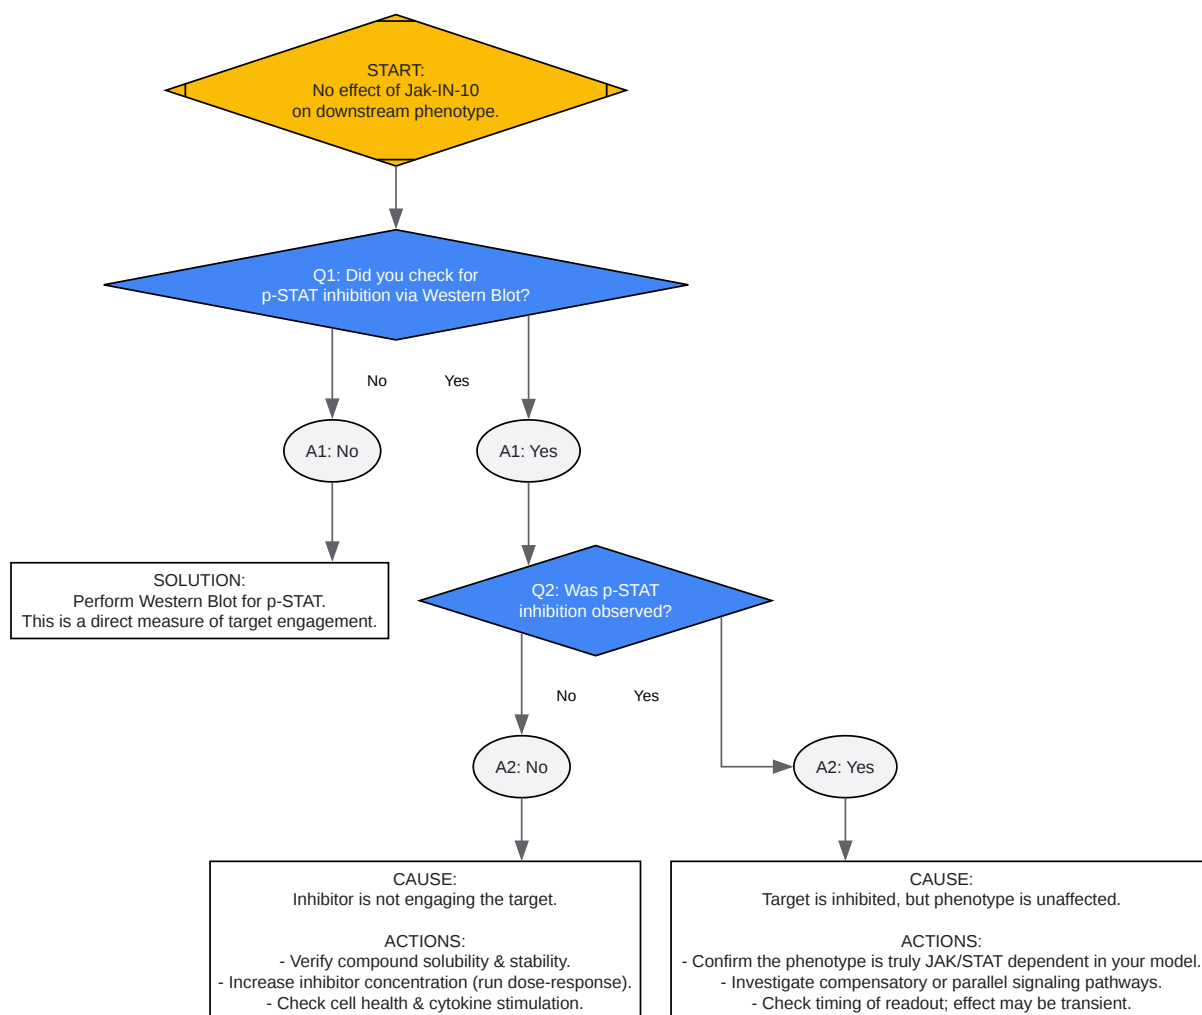 START:
No effect of Jak-IN-10
on downstream phenotype.
Q1: Did you check for
p-STAT inhibition via Western Blot?
No
Yes
A1: No
A1: Yes
SOLUTION:
Perform Western Blot for p-STAT.
This is a direct measure of target engagement.
Q2: Was p-STAT
inhibition observed?
No
Yes
A2: No
A2: Yes
CAUSE:
Inhibitor is not engaging the target.
ACTIONS:
- Verify compound solubility & stability.
- Increase inhibitor concentration (run dose-response).
- Check cell health & cytokine stimulation.
CAUSE:
Target is inhibited, but phenotype is unaffected.
ACTIONS:
- Confirm the phenotype is truly JAK/STAT dependent in your model.
- Investigate compensatory or parallel signaling pathways.
- Check timing of readout; effect may be transient.